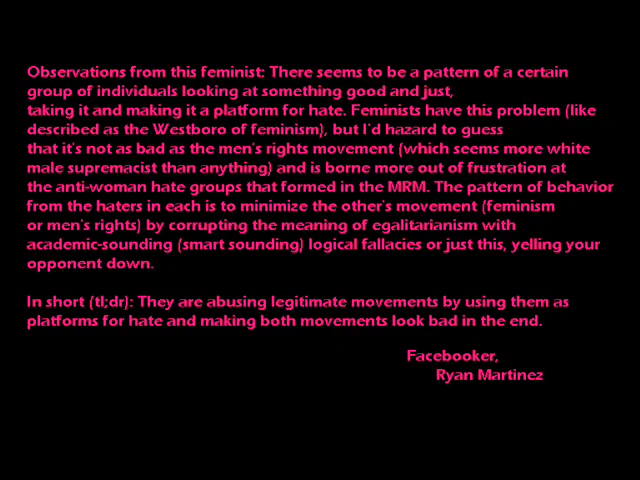 Observations from this feminist: There seems to be a pattern of a certain
group of individuals looking at something good and just,
taking it and making it a platform for hate. Feminists have this problem (like
described as the Westboro of feminism), but I'd hazard to guess
that it's not as bad as the men's rights movement (which seems more white
male supremacist than anything) and is borne more out of frustration at
the anti-woman hate groups that formed in the MRM. The pattern of behavior
from the haters in each is to minimize the other's movement (feminism
or men's rights) by corrupting the meaning of egalitarianism with
academic-sounding (smart sounding) logical fallacies or just this, yelling your
opponent down.
In short (tl;dr): They are abusing legitimate movements by using them as
platforms for hate and making both movements look bad in the end.
Facebooker,
Ryan Martinez